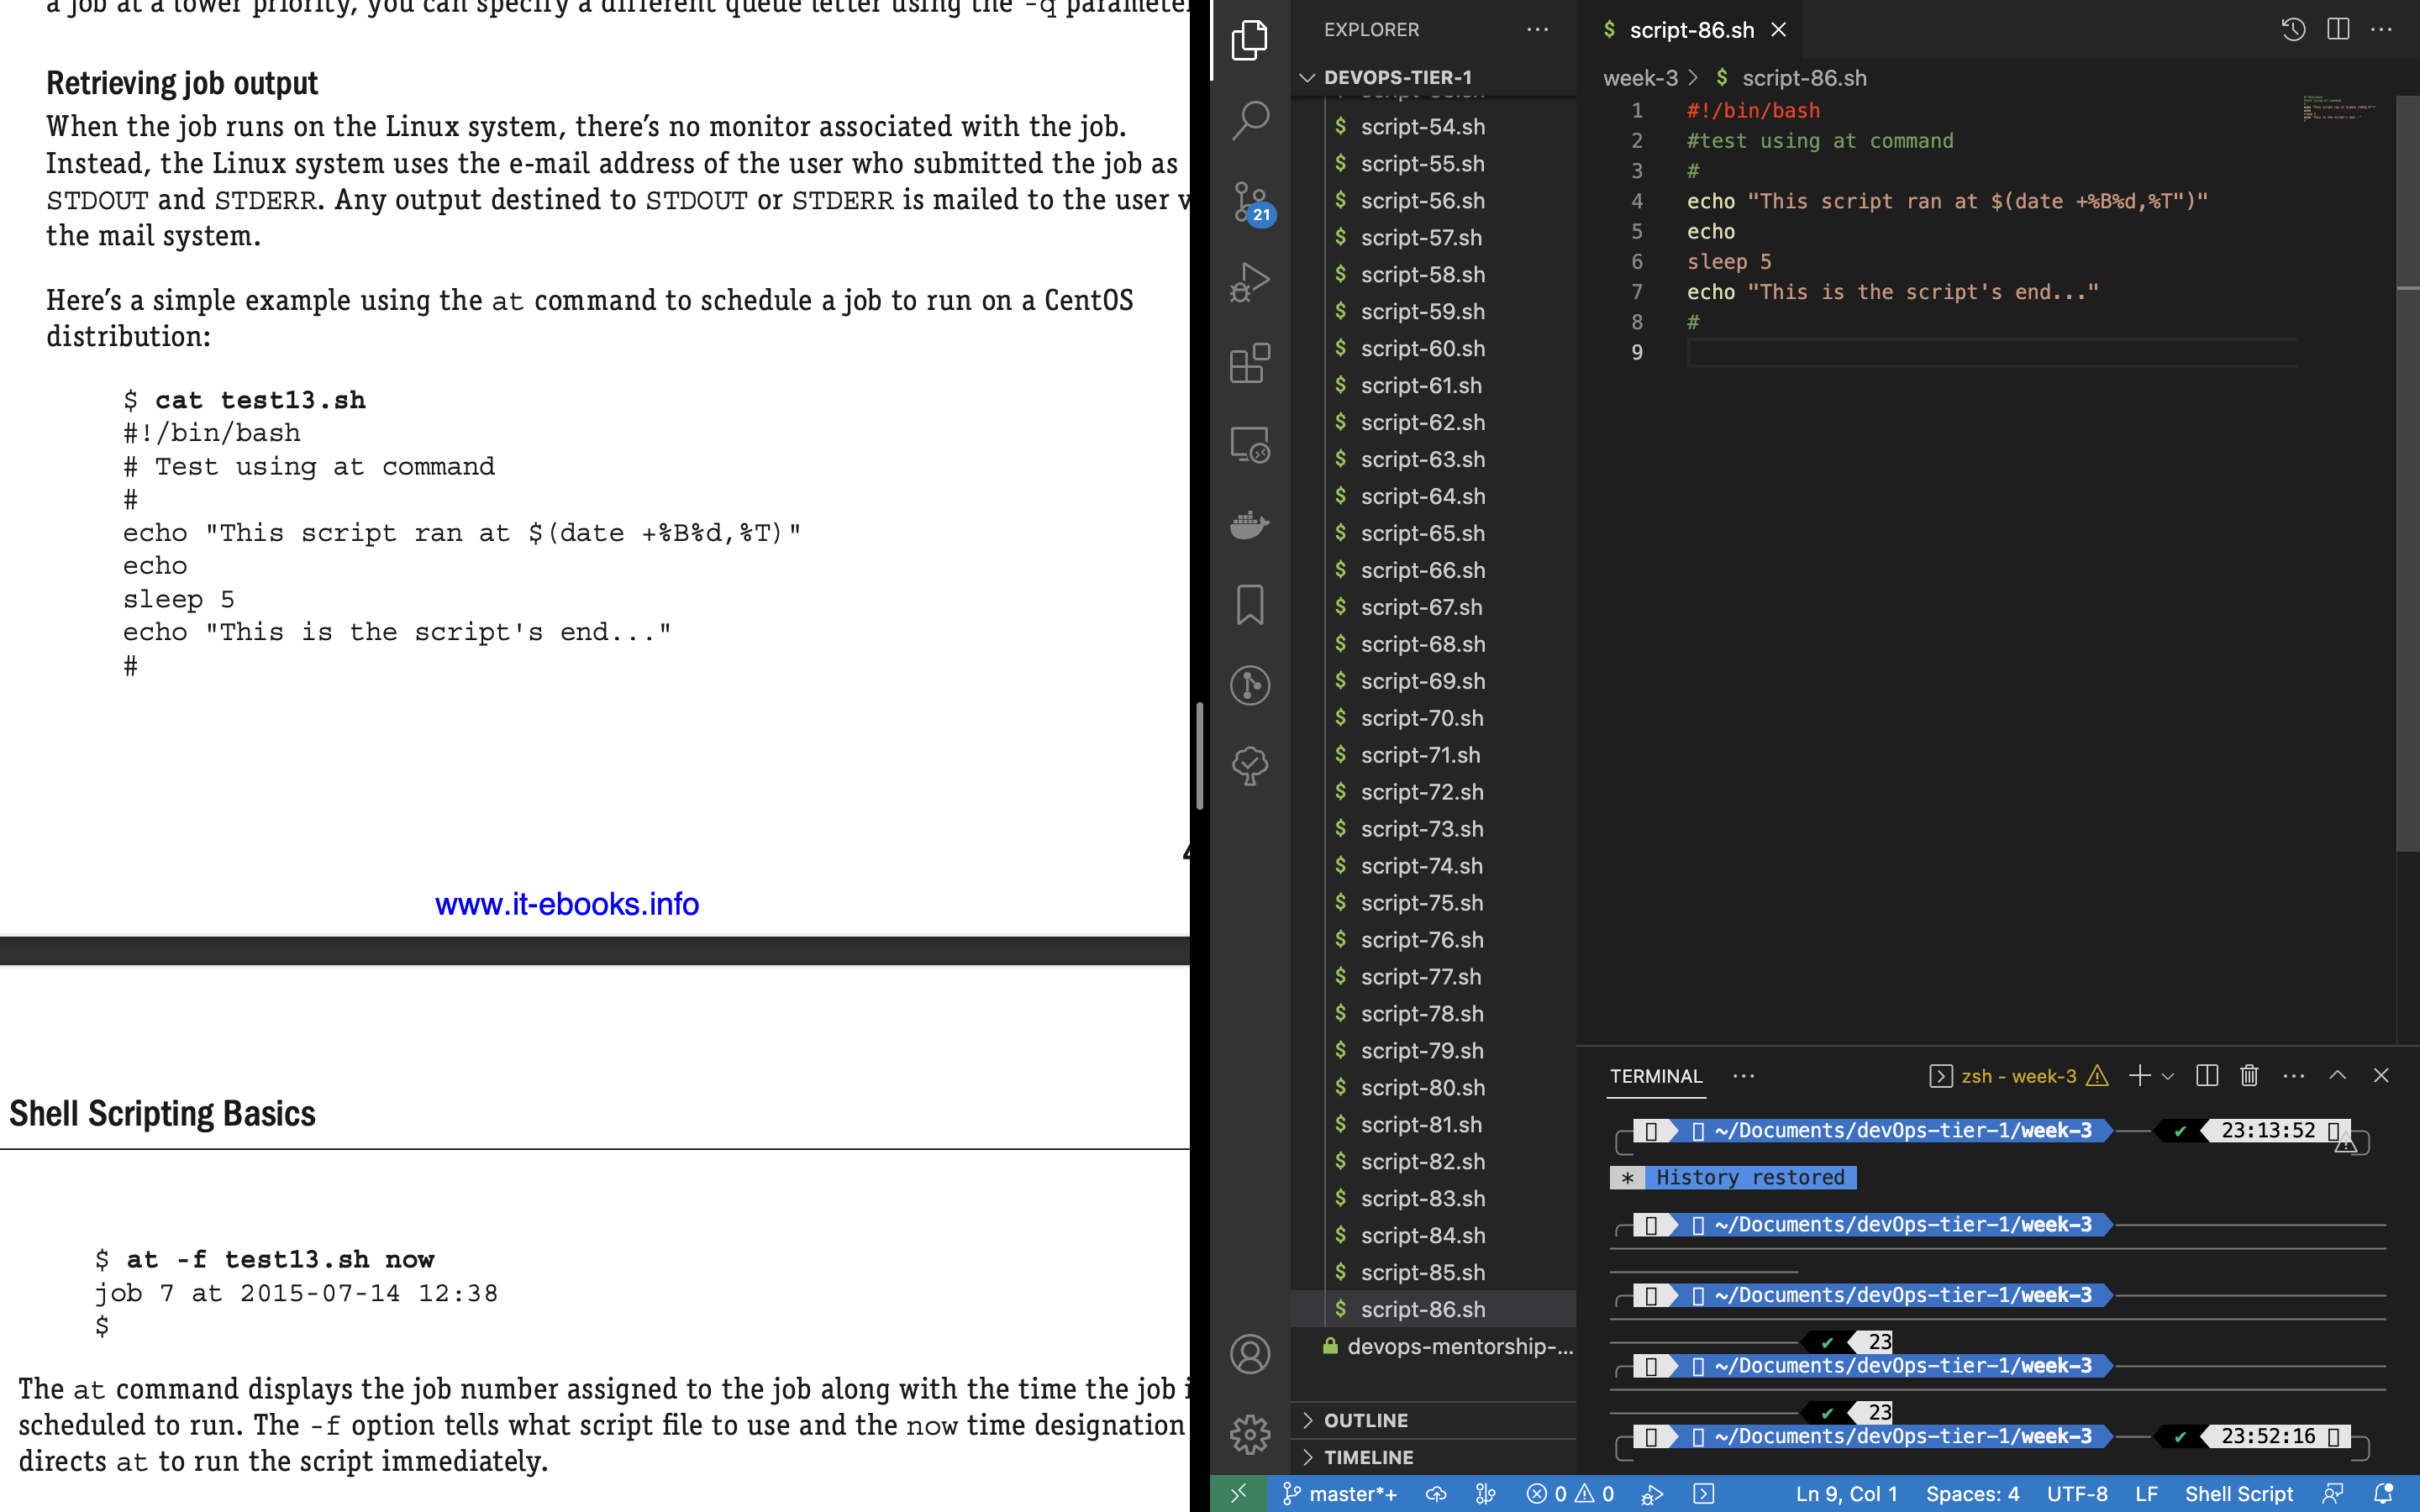 a job at a lower priority, you can specify a different queue letter using the -q parameter
Retrieving job output
When the job runs on the Linux system, there's no monitor associated with the job.
Instead, the Linux system uses the e-mail address of the user who submitted the job as
STDOUT and STDERR. Any output destined to STDOUT or STDERR is mailed to the user v
the mail system.
Here's a simple example using the at command to schedule a job to run on a CentOS
distribution:
$ cat test13.sh
#!/bin/bash
# Test using at command
#
echo "This script ran at $(date +%B%d,%T)"
echo
sleep 5
echo "This is the script's end..."
#
www.it-ebooks.info
Shell Scripting Basics
$ at -f test13.sh now
job 7 at 2015-07-14 12:38
$
The at command displays the job number assigned to the job along with the time the job i
scheduled to run. The -f option tells what script file to use and the now time designation
directs at to run the script immediately.
21
EXPLORER
DEVOPS-TIER-1
$ script-54.sh
$ script-55.sh
$ script-56.sh
$ script-57.sh
$ script-58.sh
$ script-59.sh
$ script-60.sh
$ script-61.sh
$ script-62.sh
$ script-63.sh
$ script-64.sh
$ script-65.sh
$ script-66.sh
$ script-67.sh
$ script-68.sh
$ script-69.sh
$ script-70.sh
$ script-71.sh
$ script-72.sh
$ script-73.sh
$ script-74.sh
$ script-75.sh
$ script-76.sh
$ script-77.sh
$ script-78.sh
$ script-79.sh
$ script-80.sh
$ script-81.sh
$ script-82.sh
$ script-83.sh
$ script-84.sh
$ script-85.sh
$ script-86.sh
devops-mentorship-...
OUTLINE
TIMELINE
$ script-86.sh
week-3 > $ script-86.sh
1 #!/bin/bash
2 #test using at command
3 #
4 echo "This script ran at $(date +%B%d,%T")"
5 echo
6 sleep 5
7 echo "This is the script's end..."
8 #
9
TERMINAL
zsh - week-3
~/Documents/devOps-tier-1/week-3 ✔ 23:13:52
* History restored
~/Documents/devOps-tier-1/week-3
~/Documents/devOps-tier-1/week-3
✔ 23
~/Documents/devOps-tier-1/week-3
✔ 23
~/Documents/devOps-tier-1/week-3 ✔ 23:52:16
master*+ 0 0 Ln 9, Col 1 Spaces: 4 UTF-8 LF Shell Script